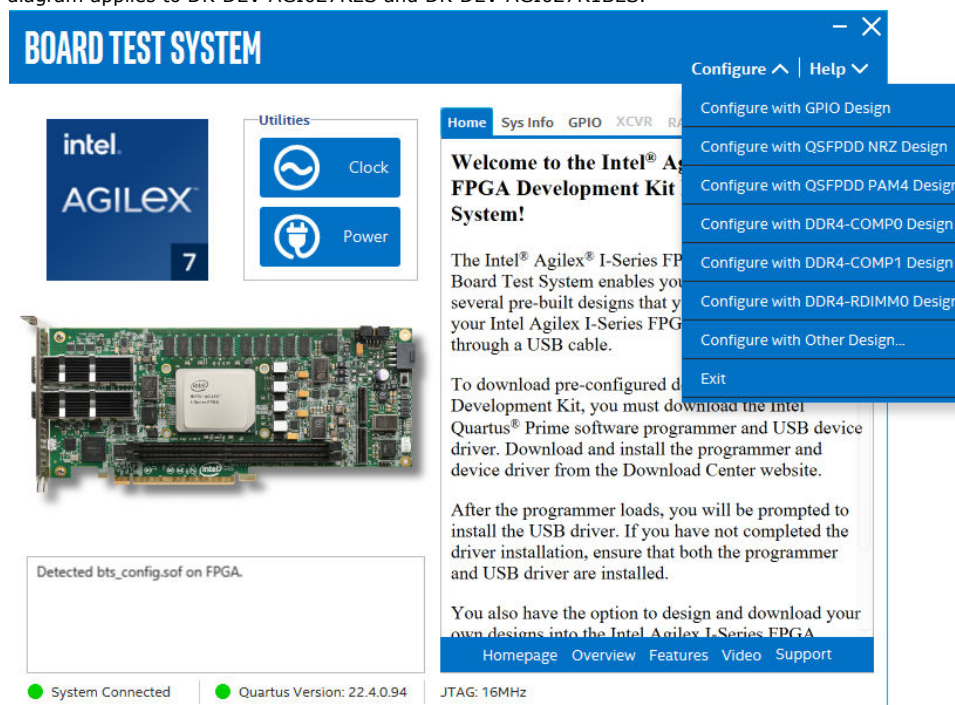 diagram applies to DK-DEV-AGI027RES and DK-DEV-AGI027R1BES.
BOARD TEST SYSTEM
Configure | Help
Configure with GPIO Design
Configure with QSFPDD NRZ Design
Configure with QSFPDD PAM4 Design
Configure with DDR4-COMP0 Design
Configure with DDR4-COMP1 Design
Configure with DDR4-RDIMM0 Design
Configure with Other Design...
Exit
intel.
AGILEX™
7
Utilities
Clock
Power
Home Sys Info GPIO XCVR
Welcome to the Intel®
FPGA Development Kit
System!
The Intel® Agilex® I-Series
Board Test System enables
several pre-built designs that
your Intel Agilex I-Series
through a USB cable.
To download pre-configured
Development Kit, you must download the Intel
Quartus® Prime software programmer and USB device
driver. Download and install the programmer and
device driver from the Download Center website.
After the programmer loads, you will be prompted to
install the USB driver. If you have not completed the
driver installation, ensure that both the programmer
and USB driver are installed.
You also have the option to design and download your
own designs into the Intel Agilex I-Series FPGA
Homepage Overview Features Video Support
intel
Detected bts_config.sof on FPGA.
System Connected
Quartus Version: 22.4.0.94
JTAG: 16MHz